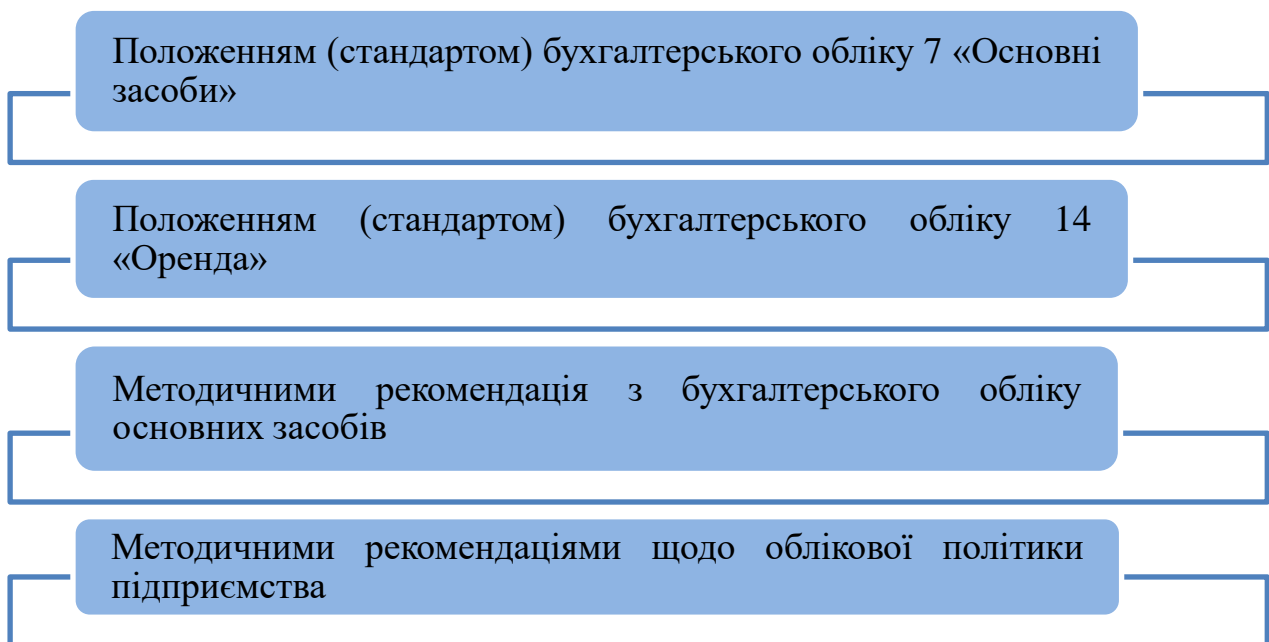 Положенням (стандартом) бухгалтерського обліку 7 «Основні
засоби»
Положенням (стандартом) бухгалтерського обліку 14
«Оренда»
Методичними рекомендація з бухгалтерського обліку
основних засобів
Методичними рекомендаціями щодо облікової політики
підприємства